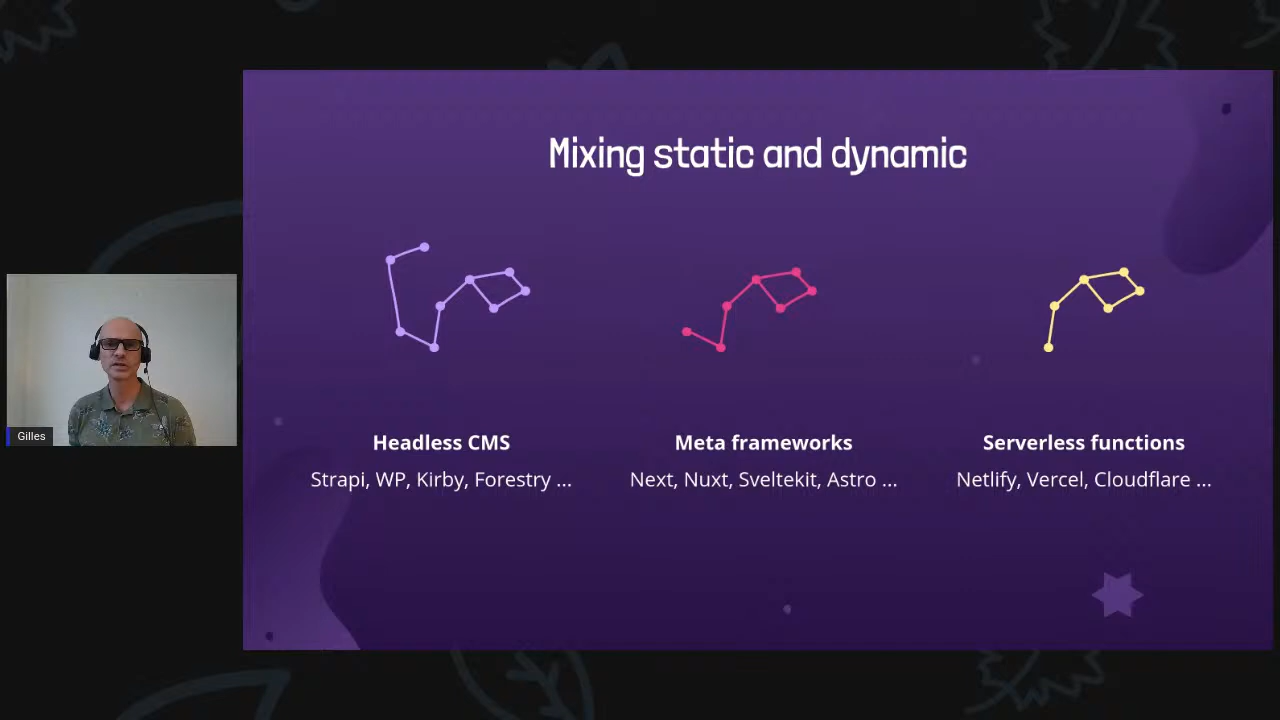 Mixing static and dynamic
Gilles
Headless CMS
Strapi, WP, Kirby, Forestry ...
Meta frameworks
Next, Nuxt, Sveltekit, Astro ...
Serverless functions
Netlify, Vercel, Cloudflare ...